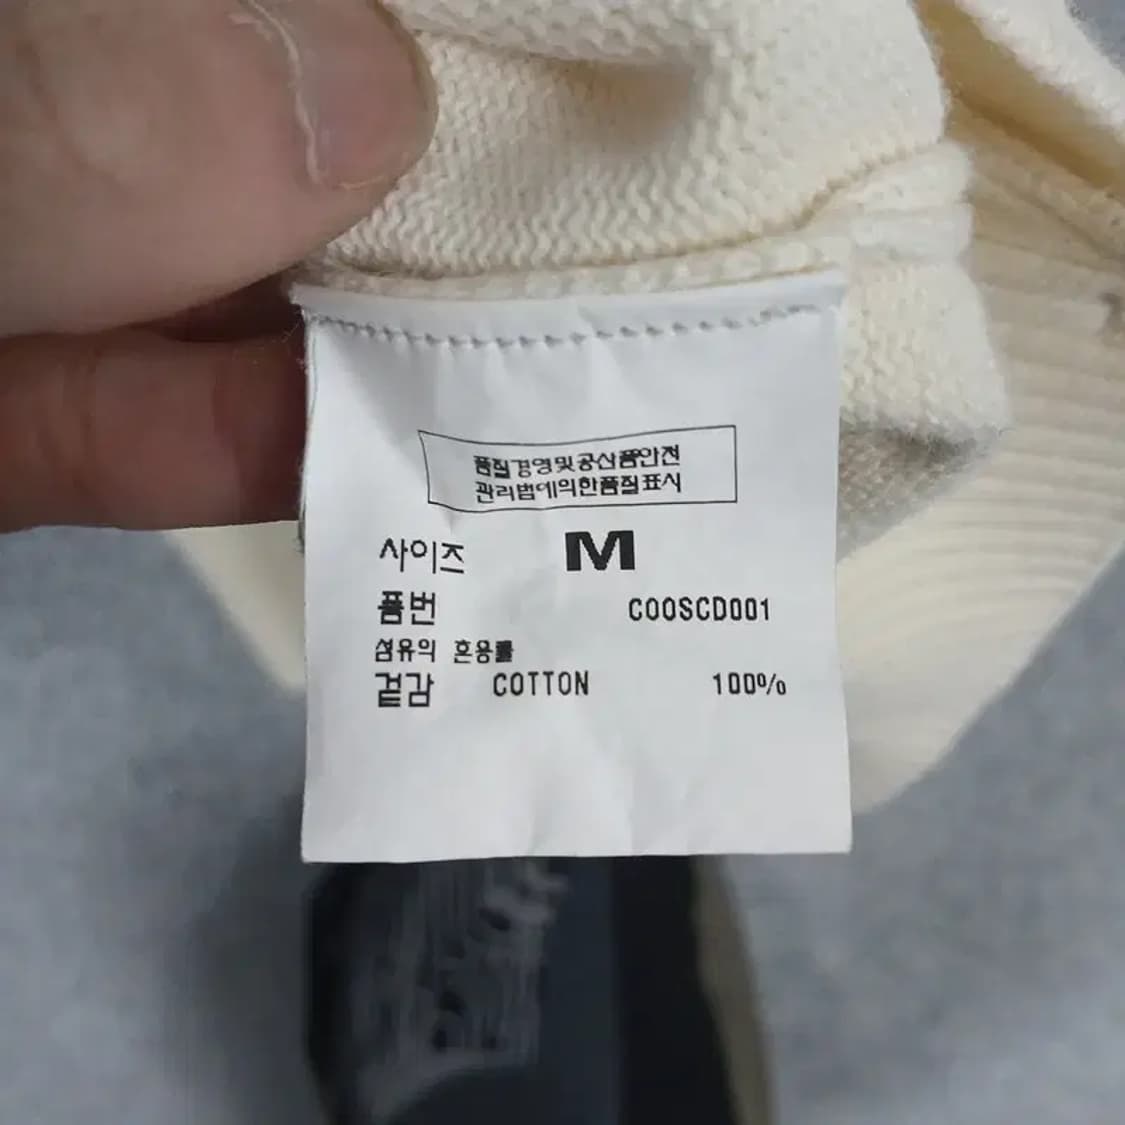 품질경영및공산품안전
관리법에의한품질표시
사이즈 M
품번 COOSCD001
섬유의 혼용률
겉감 COTTON 100%